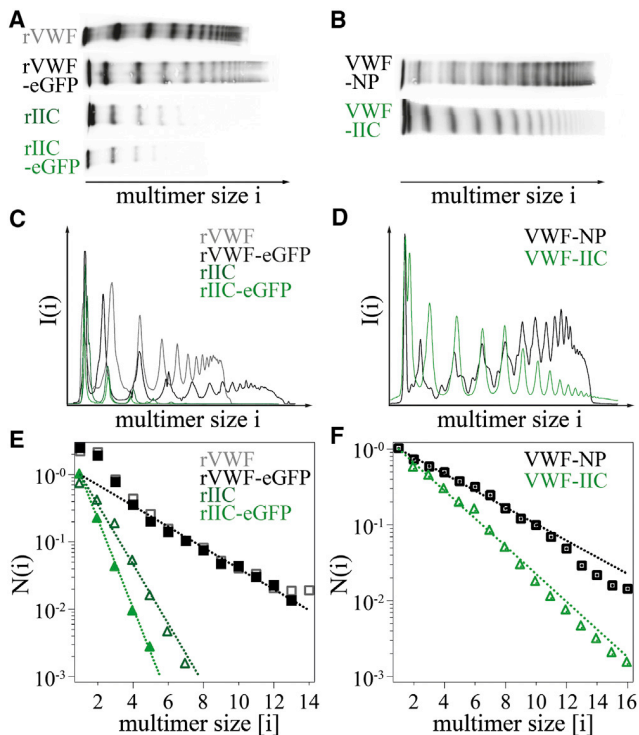 A
rVWF
rVWF
-eGFP
rIIC
rIIC
-eGFP
multimer size i
B
VWF
-NP
VWF
-IIC
multimer size i
C
I(i)
rVWF
rVWF-eGFP
rIIC
rIIC-eGFP
multimer size i
D
I(i)
VWF-NP
VWF-IIC
multimer size i
E
N(i)
10^-0
10^-1
10^-2
10^-3
rVWF
rVWF-eGFP
rIIC
rIIC-eGFP
2 4 6 8 10 12 14
multimer size [i]
F
N(i)
10^-0
10^-1
10^-2
10^-3
VWF-NP
VWF-IIC
2 4 6 8 10 12 14 16
multimer size [i]